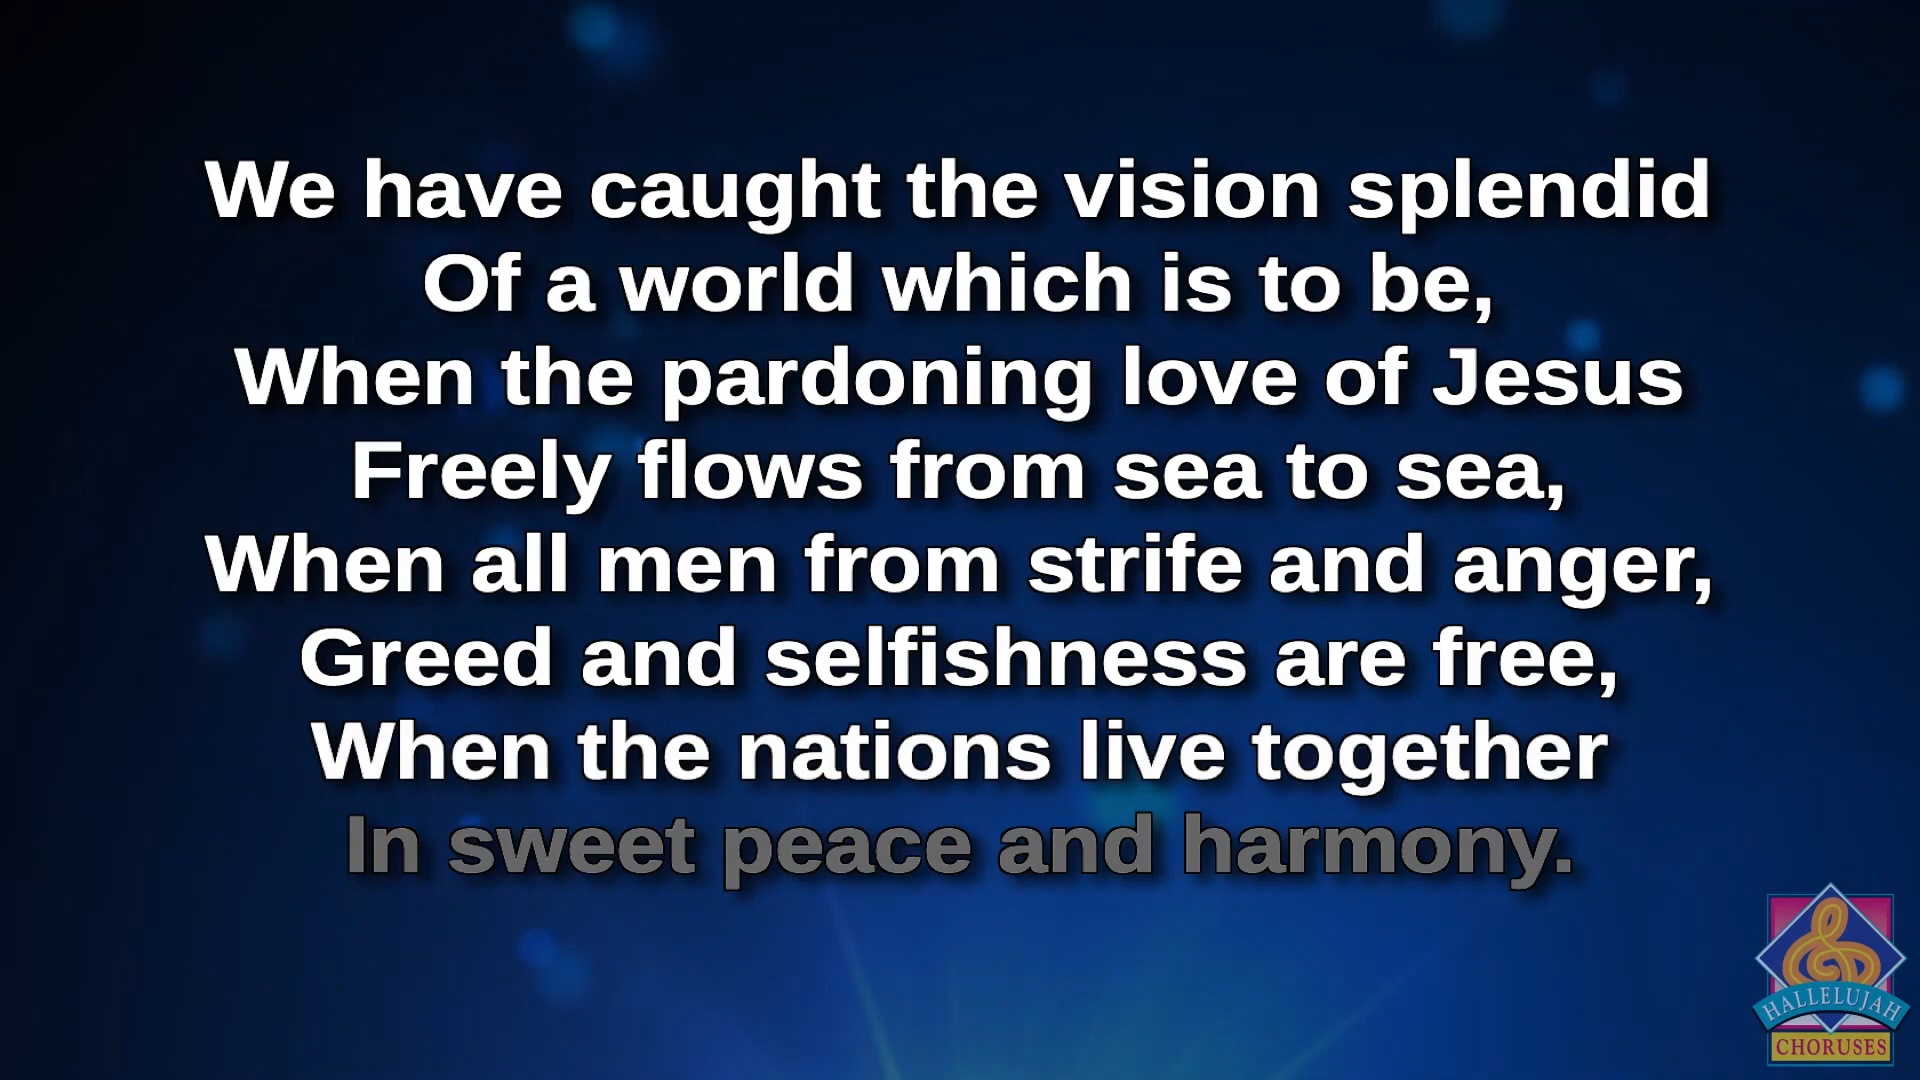 We have caught the vision splendid
Of a world which is to be,
When the pardoning love of Jesus
Freely flows from sea to sea,
When all men from strife and anger,
Greed and selfishness are free,
When the nations live together
In sweet peace and harmony.
HALLELUJAH
CHORUSES